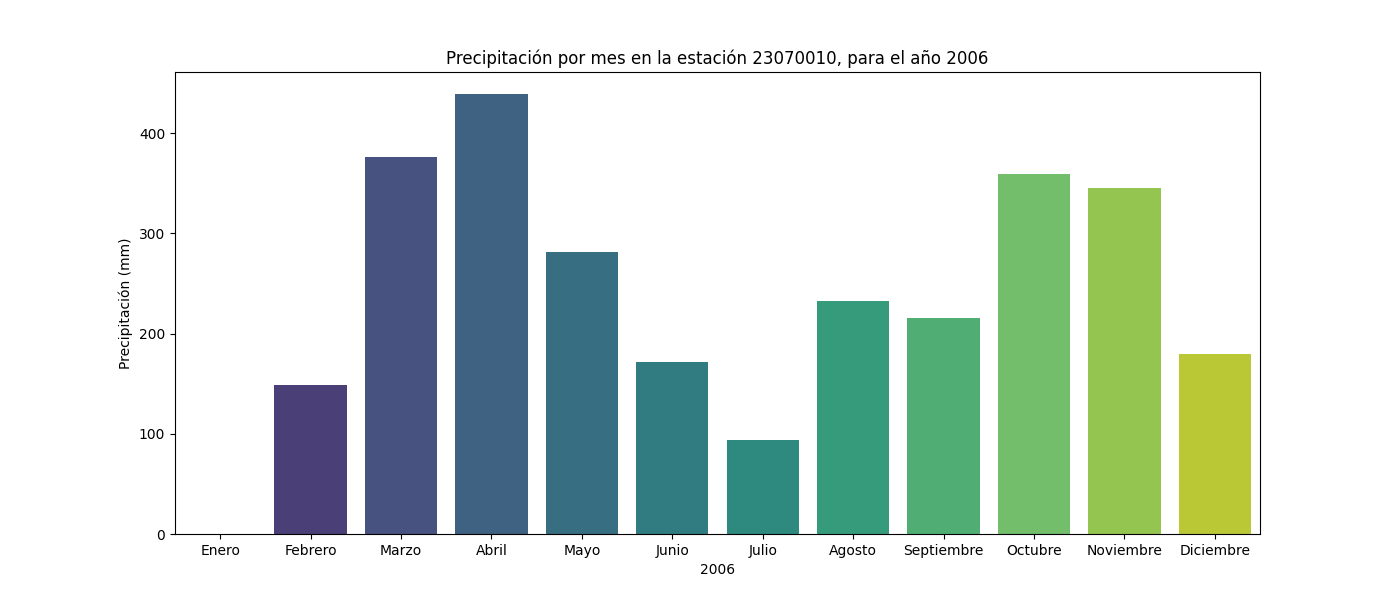 Precipitación por mes en la estación 23070010, para el año 2006
Precipitación (mm)
400
300
200
100
0
Enero Febrero Marzo Abril Mayo Junio Julio Agosto Septiembre Octubre Noviembre Diciembre
2006